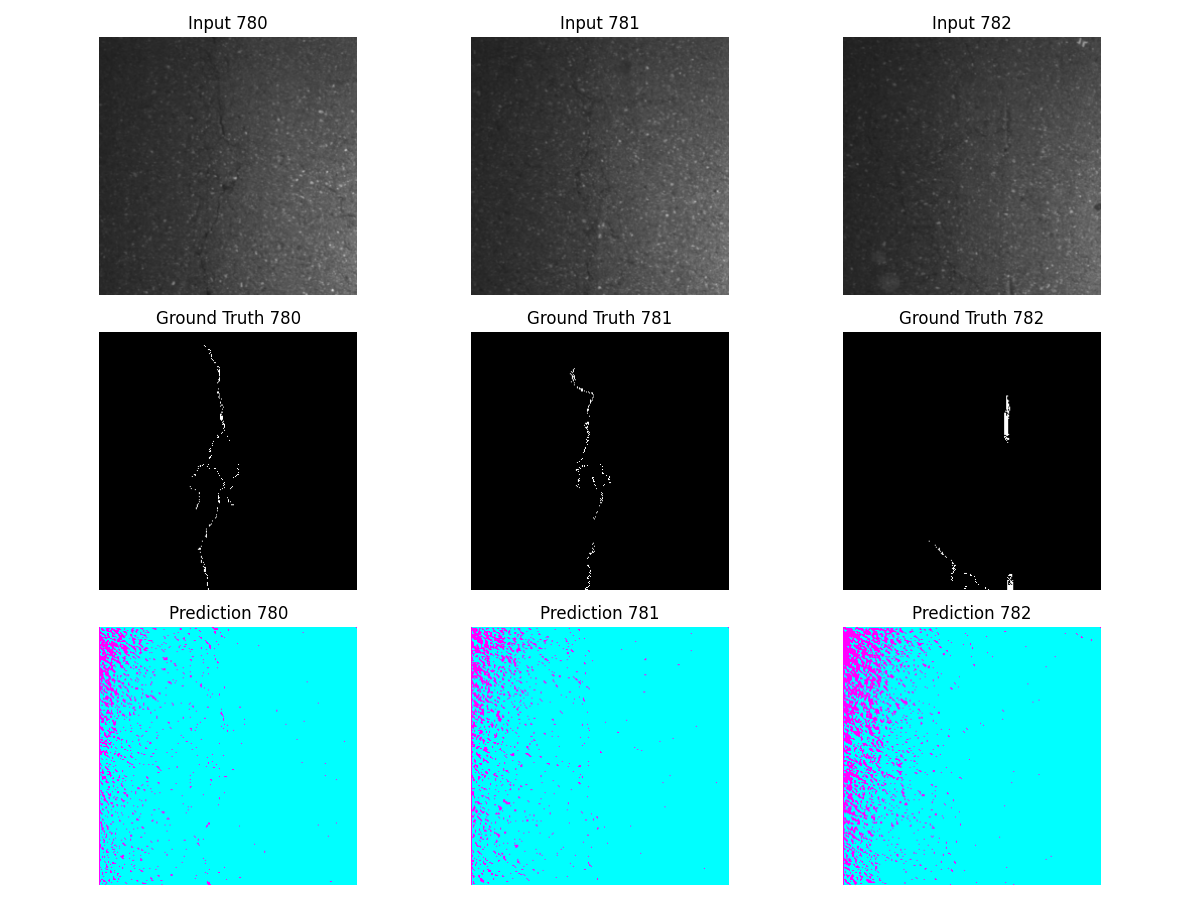 Input 780
Input 781
Input 782
Ground Truth 780
Ground Truth 781
Ground Truth 782
Prediction 780
Prediction 781
Prediction 782